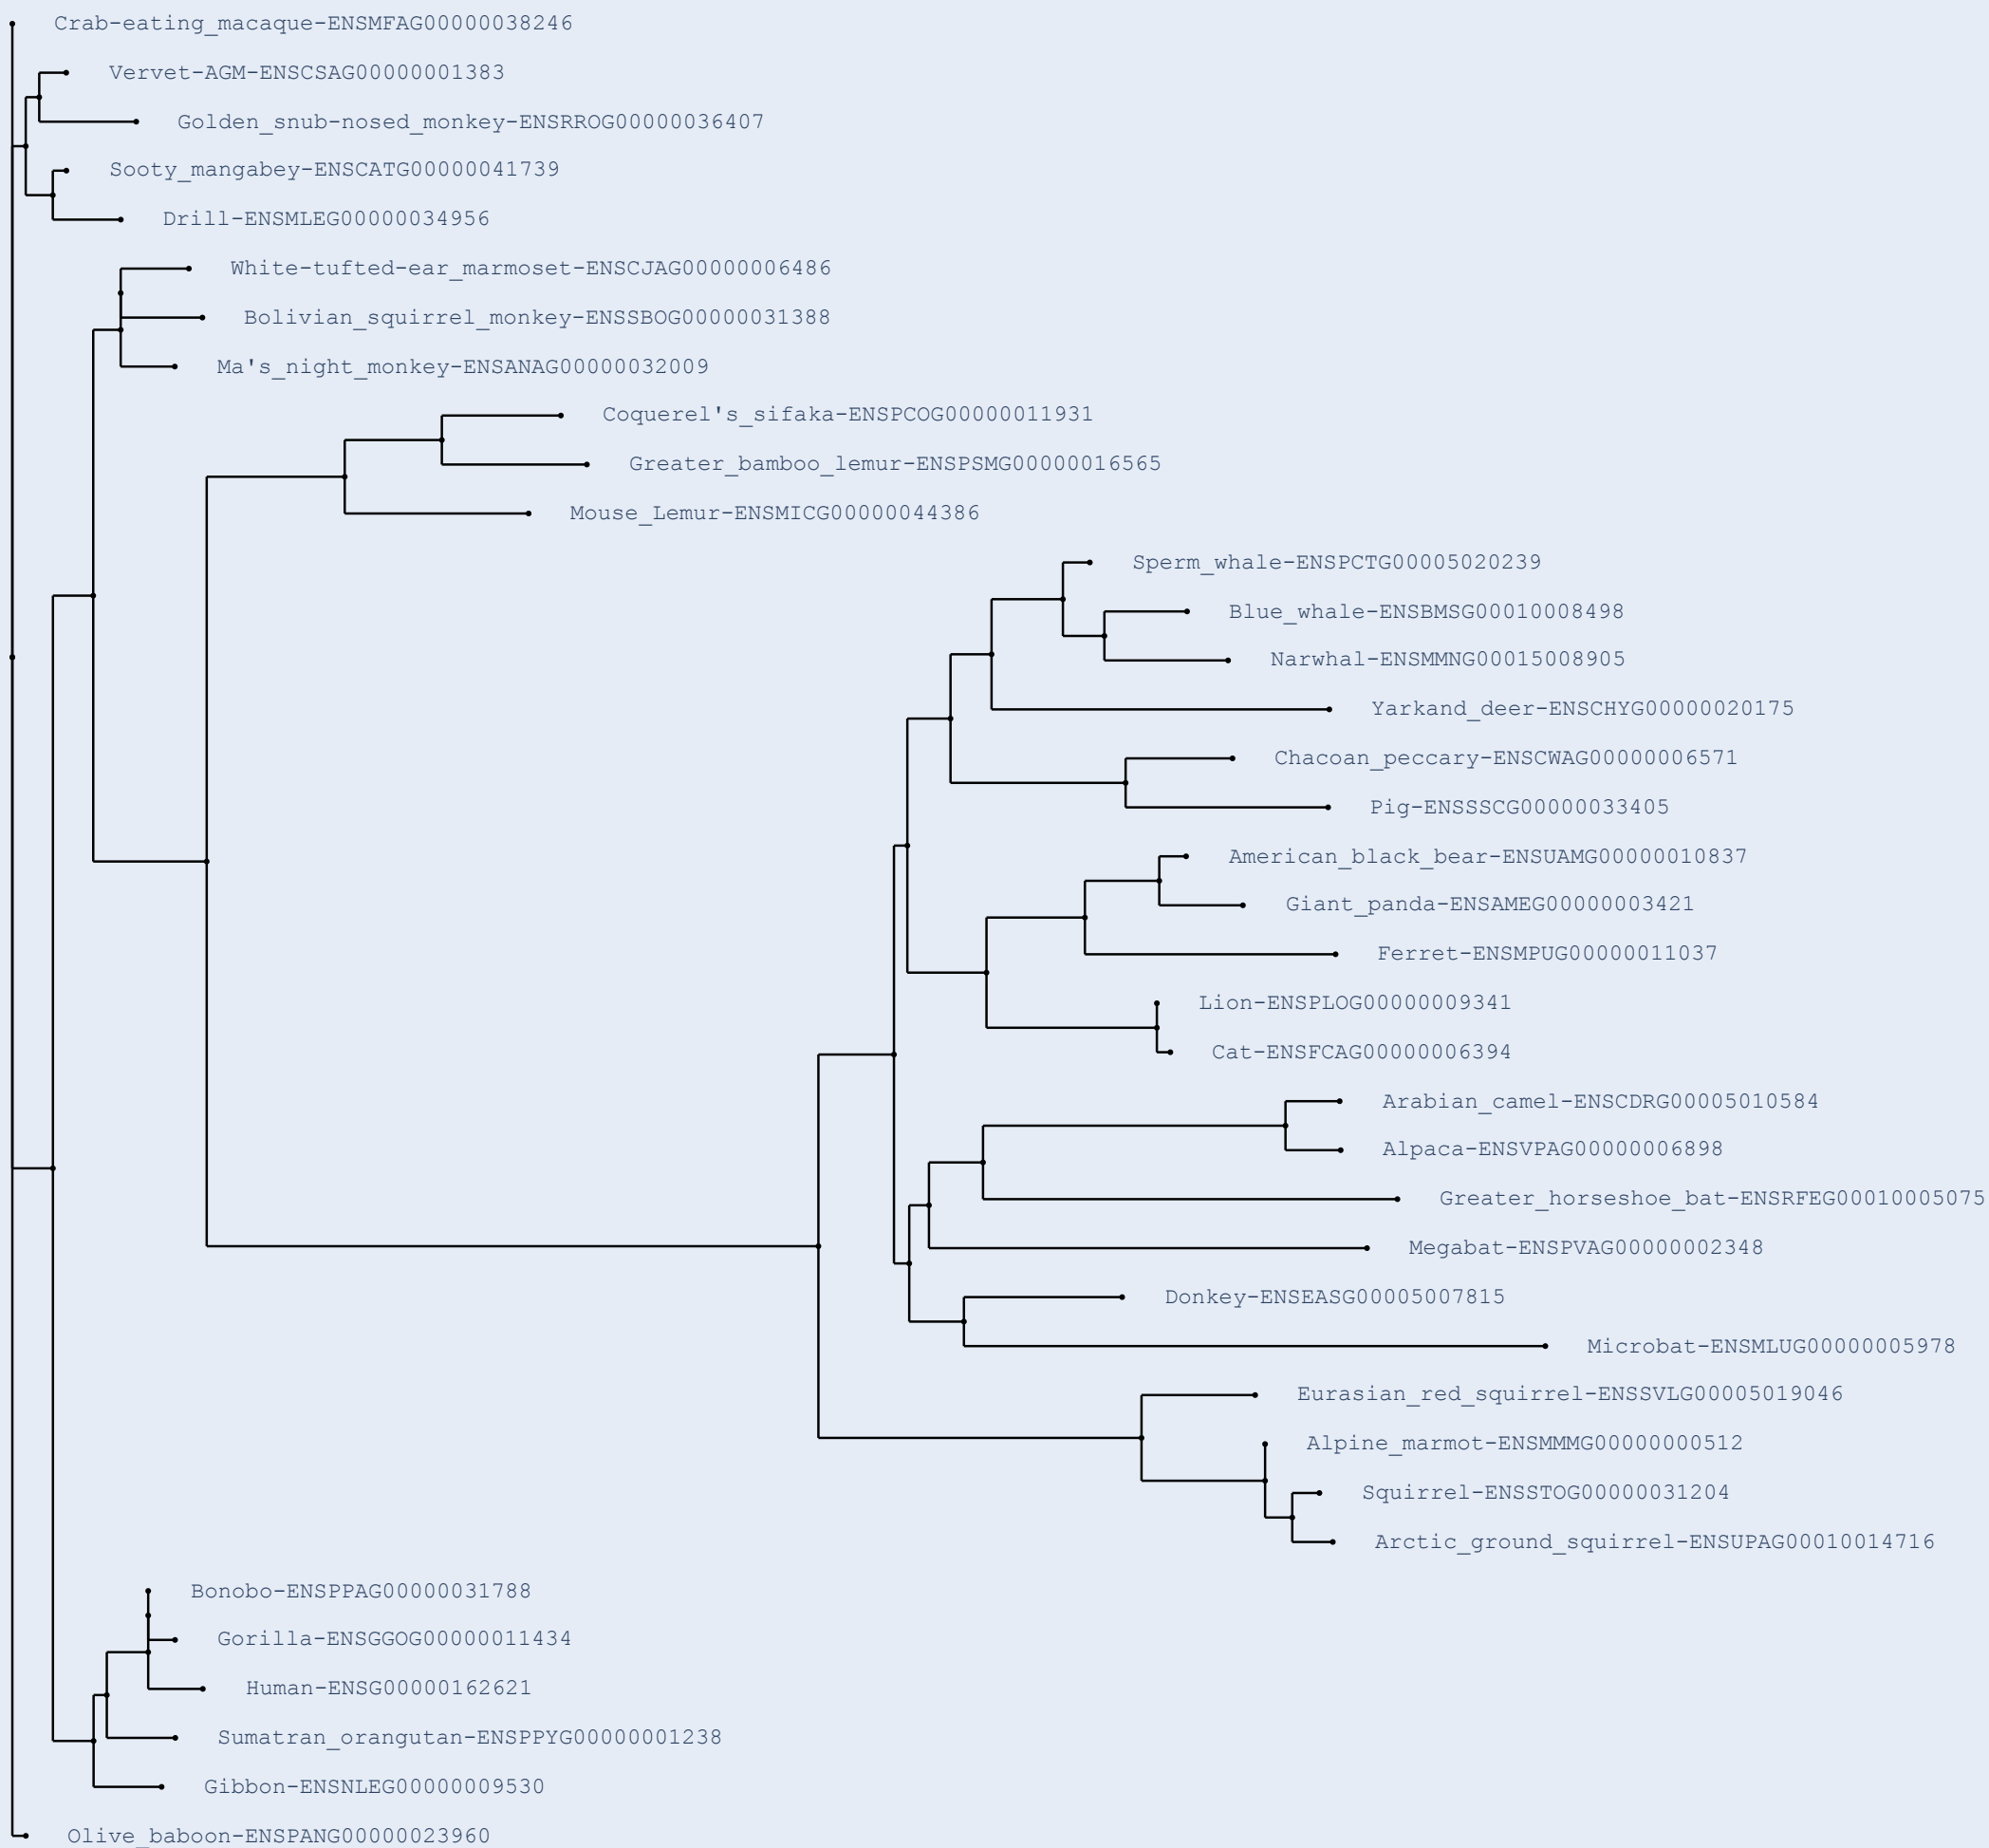 Crab-eating_macaque-ENSMFAG00000038246
Vervet-AGM-ENSCSAG00000001383
Golden_snub-nosed_monkey-ENSRROG00000036407
Sooty_mangabey-ENSCATG00000041739
Drill-ENSMLEG00000034956
White-tufted-ear_marmoset-ENSCJAG00000006486
Bolivian_squirrel_monkey-ENSSBOG00000031388
Ma's_night_monkey-ENSANAG00000032009
Coquerel's_sifaka-ENSPCOG00000011931
Greater_bamboo_lemur-ENSPSMG00000016565
Mouse_Lemur-ENSMICG00000044386
Sperm_whale-ENSPCTG00005020239
Blue_whale-ENSBMSG00010008498
Narwhal-ENSMMNG00015008905
Yarkand_deer-ENSCHYG00000020175
Chacoan_peccary-ENSCWAG00000006571
Pig-ENSSSCG00000033405
American_black_bear-ENSUAMG00000010837
Giant_panda-ENSAMEG00000003421
Ferret-ENSMPUG00000011037
Lion-ENSPLOG00000009341
Cat-ENSFCAG00000006394
Arabian_camel-ENSCDRG00005010584
Alpaca-ENSVPAG00000006898
Greater_horseshoe_bat-ENSRFEG00010005075
Megabat-ENSPVAG00000002348
Donkey-ENSEASG00005007815
Microbat-ENSMLUG00000005978
Eurasian_red_squirrel-ENSSVLG00005019046
Alpine_marmot-ENSMMMG00000000512
Squirrel-ENSSTOG00000031204
Arctic_ground_squirrel-ENSUPAG00010014716
Bonobo-ENSPPAG00000031788
Gorilla-ENSGGOG00000011434
Human-ENSG00000162621
Sumatran_orangutan-ENSPPYG00000001238
Gibbon-ENSNLEG00000009530
Olive_baboon-ENSPANG00000023960